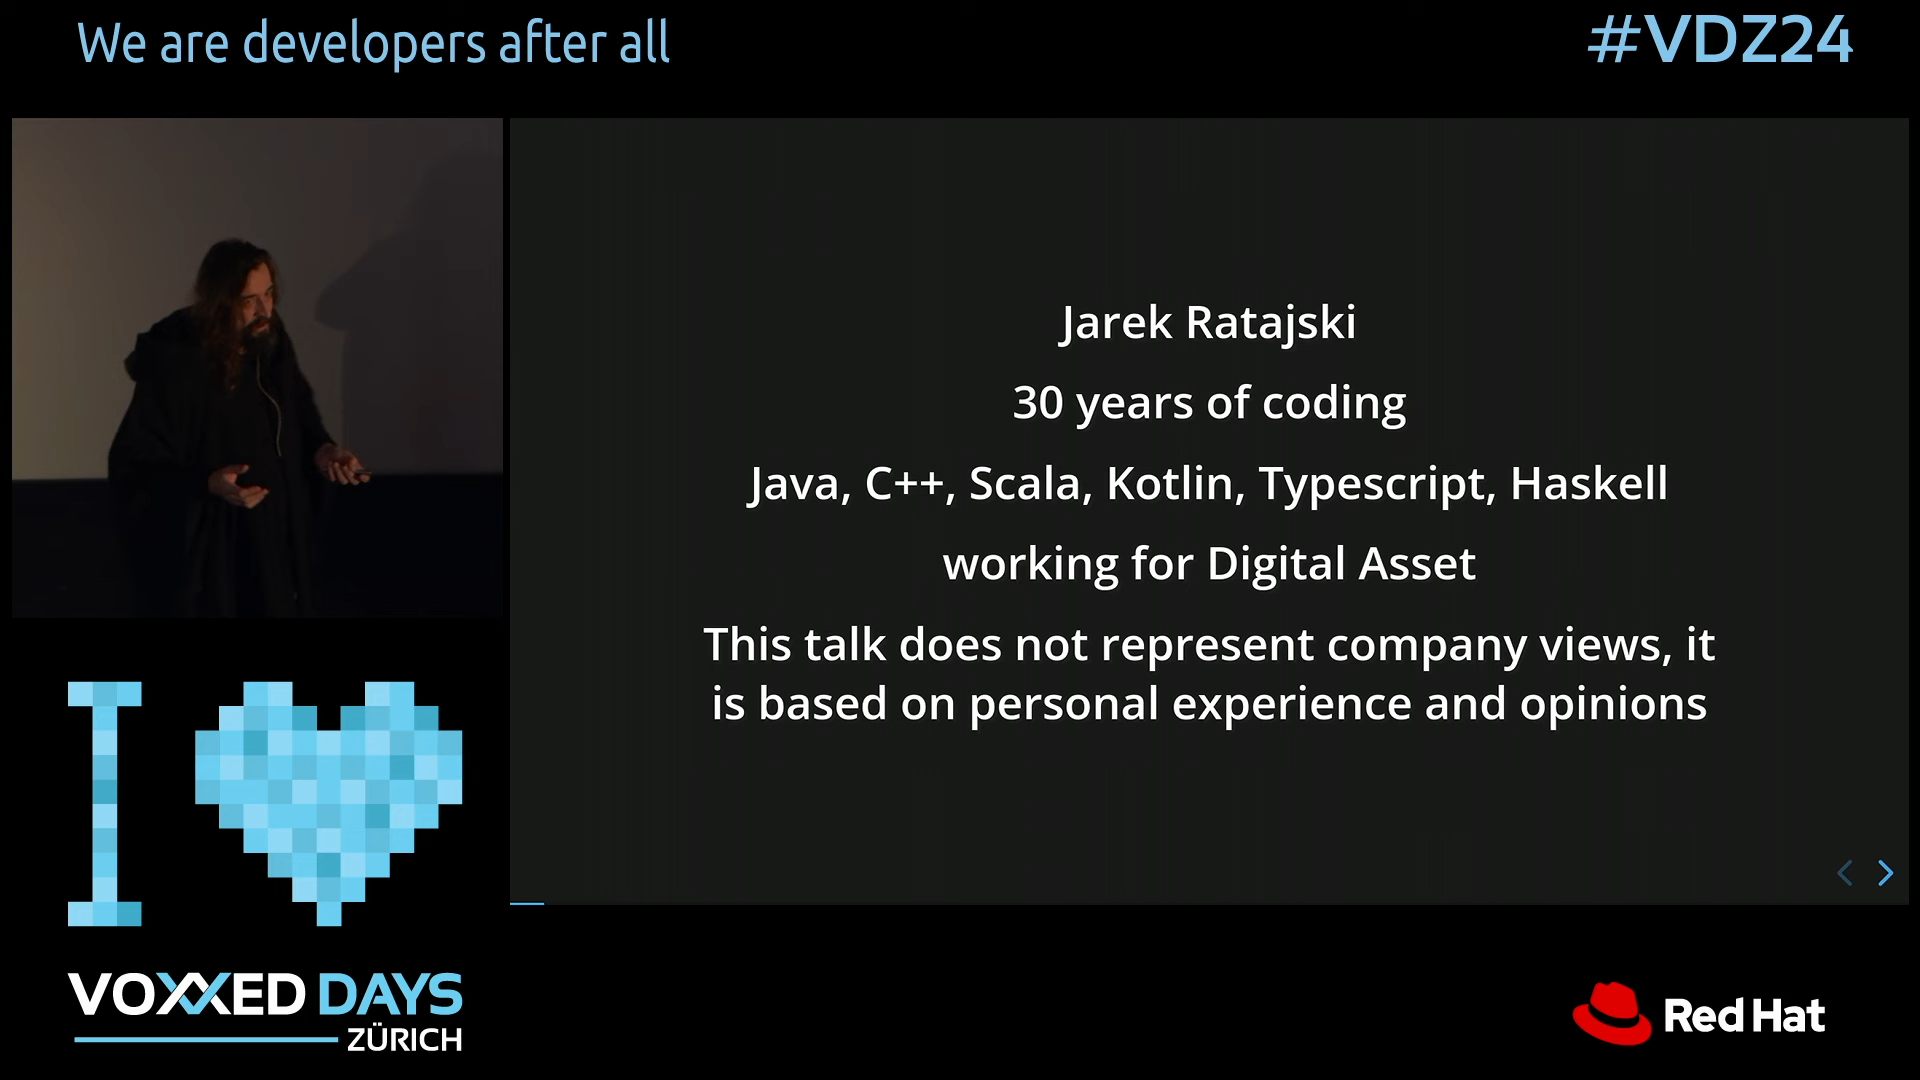 We are developers after all
#VDZ24
Jarek Ratajski
30 years of coding
Java, C++, Scala, Kotlin, Typescript, Haskell
working for Digital Asset
This talk does not represent company views, it
is based on personal experience and opinions
I
VOXXED DAYS
ZÜRICH
Red Hat